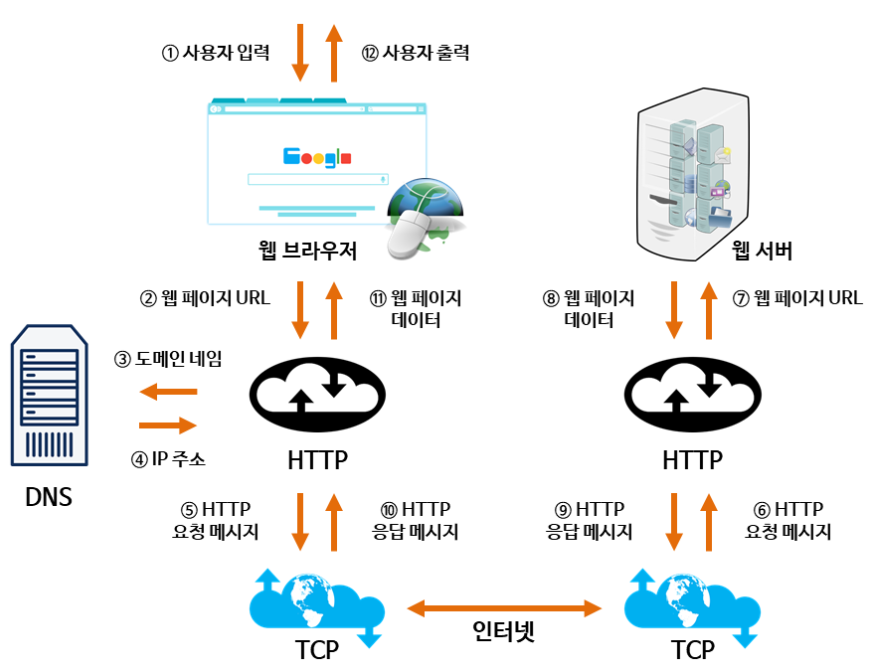 ① 사용자 입력
⑫ 사용자 출력
Google
웹 브라우저
웹 서버
② 웹 페이지 URL
⑪ 웹 페이지
데이터
⑧ 웹 페이지
데이터
⑦ 웹 페이지 URL
③ 도메인 네임
④ IP 주소
DNS
HTTP
HTTP
⑤ HTTP
요청 메시지
⑩ HTTP
응답 메시지
⑨ HTTP
응답 메시지
⑥ HTTP
요청 메시지
인터넷
TCP
TCP